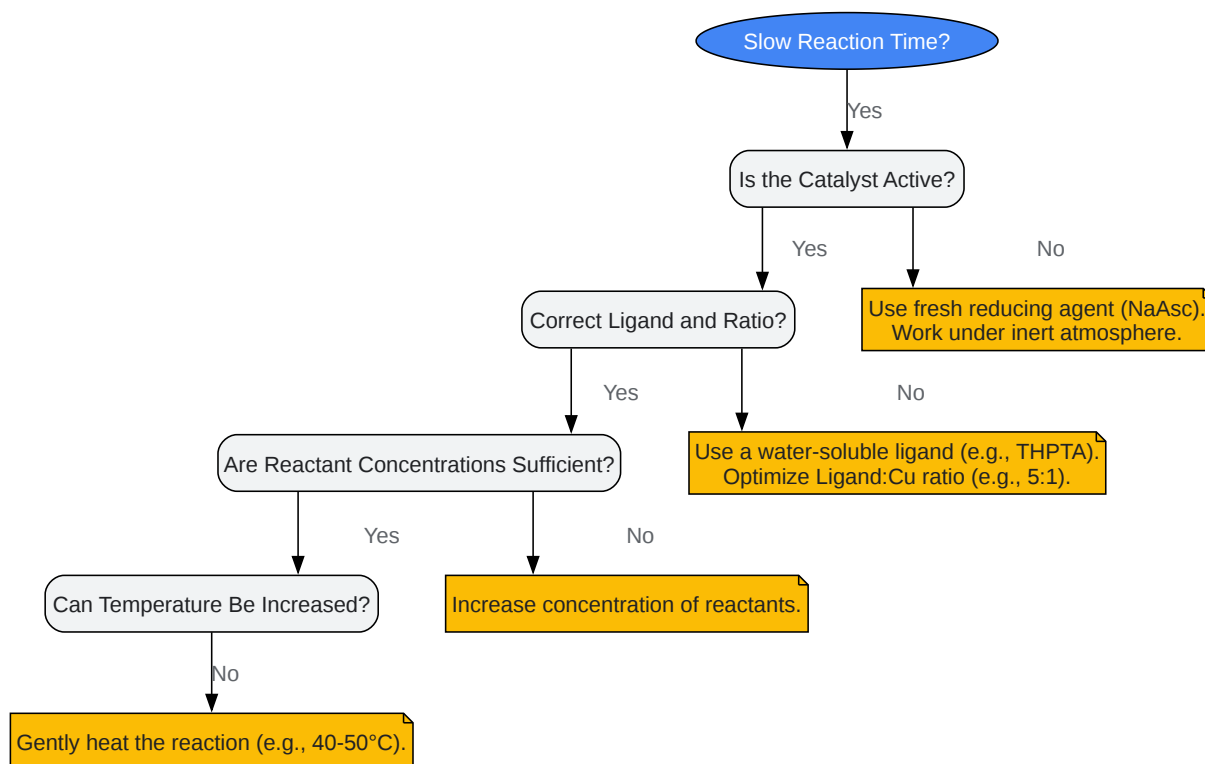 Slow Reaction Time?
Yes
Is the Catalyst Active?
Yes
No
Correct Ligand and Ratio?
Use fresh reducing agent (NaAsc).
Work under inert atmosphere.
Yes
No
Are Reactant Concentrations Sufficient?
Use a water-soluble ligand (e.g., THPTA).
Optimize Ligand:Cu ratio (e.g., 5:1).
Yes
No
Can Temperature Be Increased?
Increase concentration of reactants.
No
Gently heat the reaction (e.g., 40-50°C).